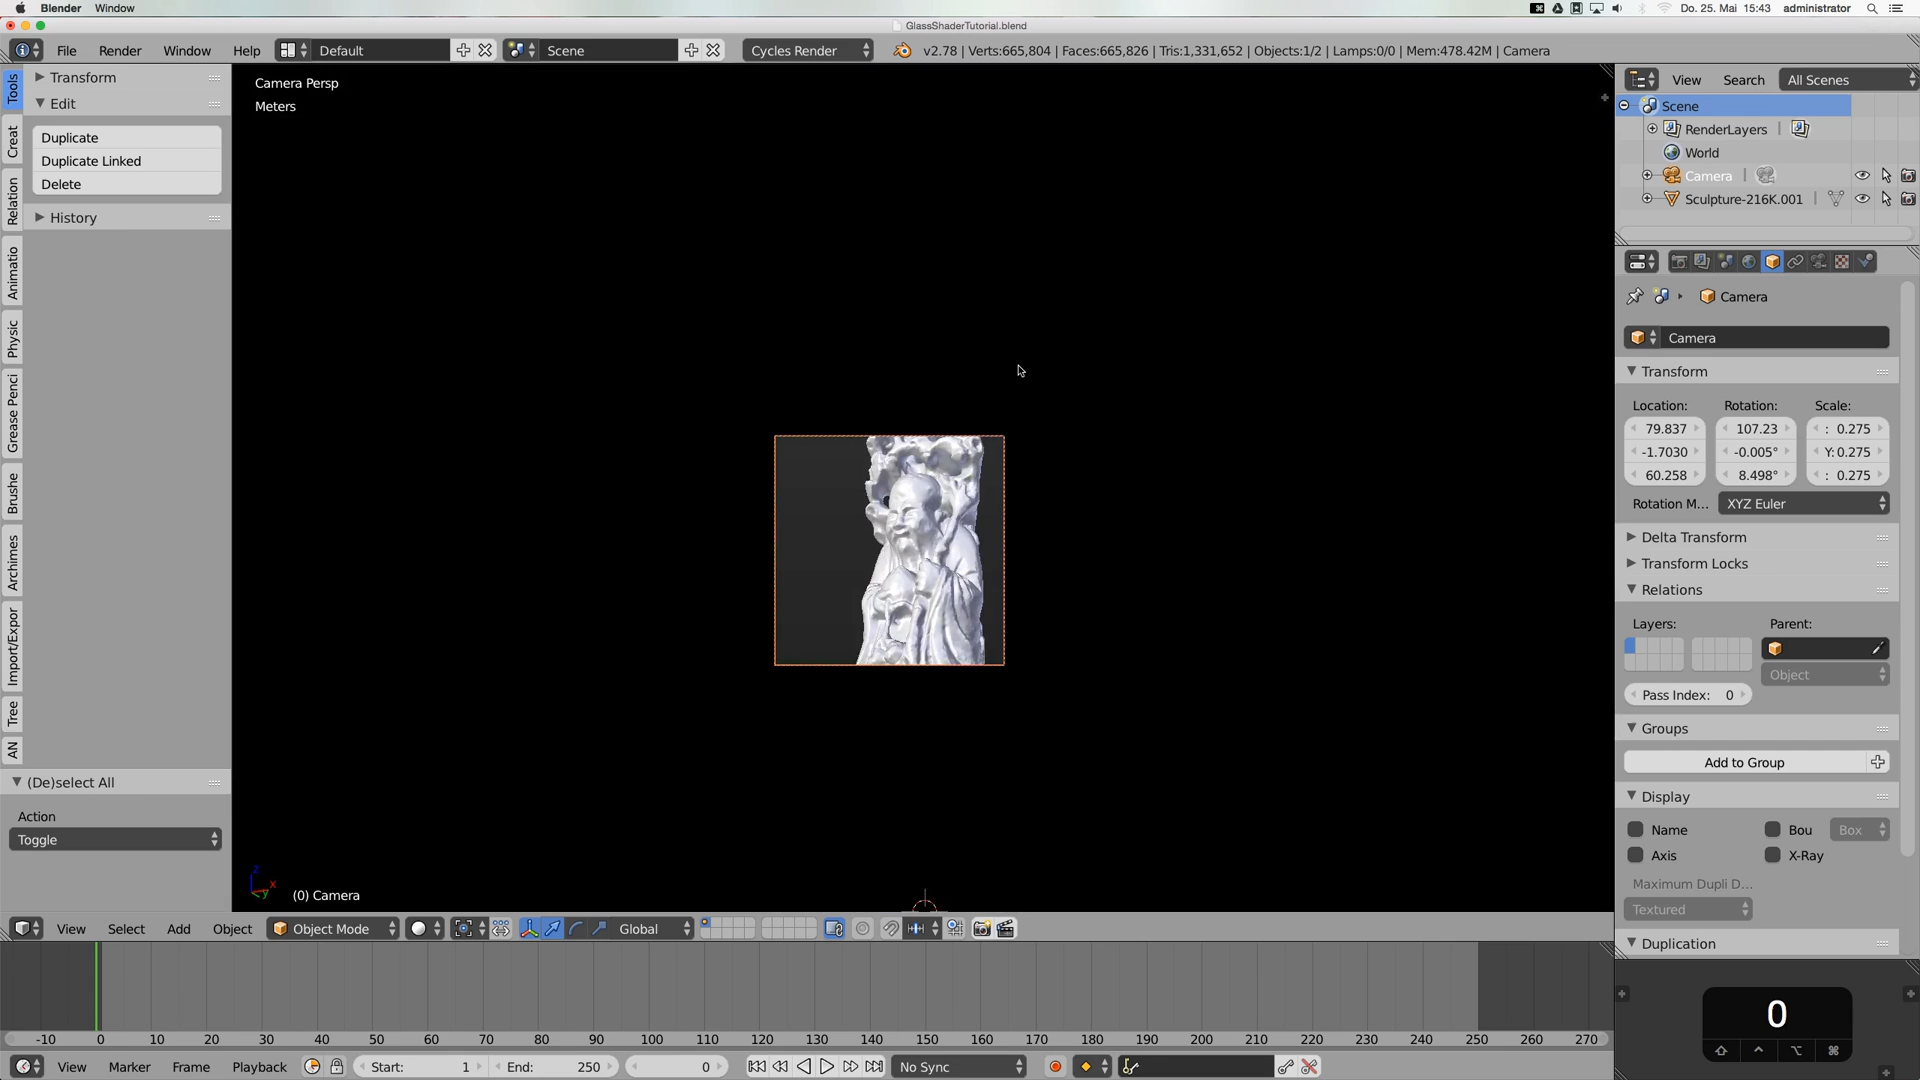 Blender Window Do. 25. Mai 15:43 administrator
GlassShaderTutorial.blend
File Render Window Help Default Scene Cycles Render v2.78 | Verts:665,804 | Faces:665,826 | Tris:1,331,652 | Objects:1/2 | Lamps:0/0 | Mem:478.42M | Camera
Tools
Creat
Relation
Animatio
Physic
Grease Penci
Brushe
Archimes
Import/Expor
Tree
AN
Transform
Edit
Duplicate
Duplicate Linked
Delete
History
(De)select All
Action
Toggle
Camera Persp
Meters
z
x
y
(0) Camera
View Search All Scenes
Scene
RenderLayers |
World
Camera |
Sculpture-216K.001 |
Camera
Camera
Transform
Location: Rotation: Scale:
79.837 107.23 : 0.275
-1.7030 -0.005° Y: 0.275
60.258 8.498° : 0.275
Rotation M... XYZ Euler
Delta Transform
Transform Locks
Relations
Layers: Parent:
Object
Pass Index: 0
Groups
Add to Group
Display
Name Bou Box
Axis X-Ray
Maximum Dupli D...
Textured
Duplication
View Select Add Object Object Mode Global
-10 0 10 20 30 40 50 60 70 80 90 100 110 120 130 140 150 160 170 180 190 200 210 220 230 240 250 260 270
View Marker Frame Playback Start: 1 End: 250 0 No Sync
0